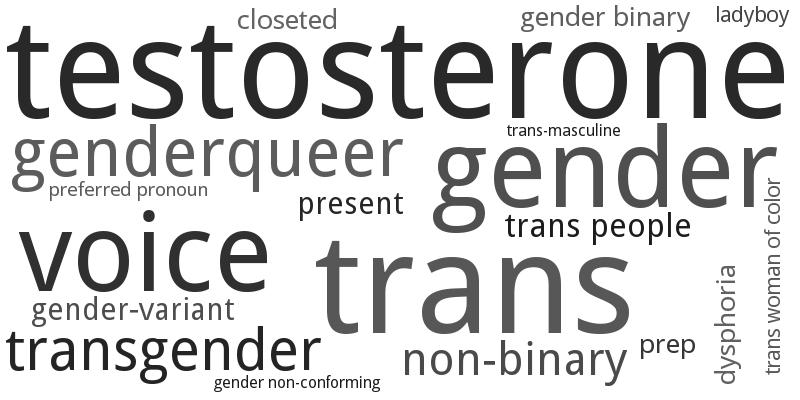 closeted
gender binary
ladyboy
testosterone
trans-masculine
genderqueer
gender
preferred pronoun
present
trans people
trans woman of color
voice
trans
dysphoria
gender-variant
transgender
non-binary
prep
gender non-conforming